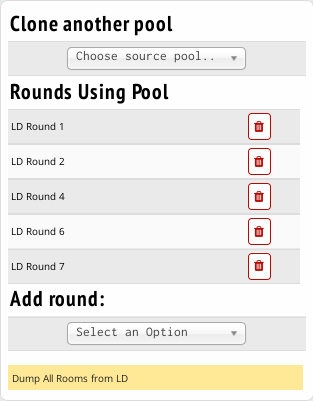 Clone another pool
Choose source pool..
Rounds Using Pool
LD Round 1
LD Round 2
LD Round 4
LD Round 6
LD Round 7
Add round:
Select an Option
Dump All Rooms from LD